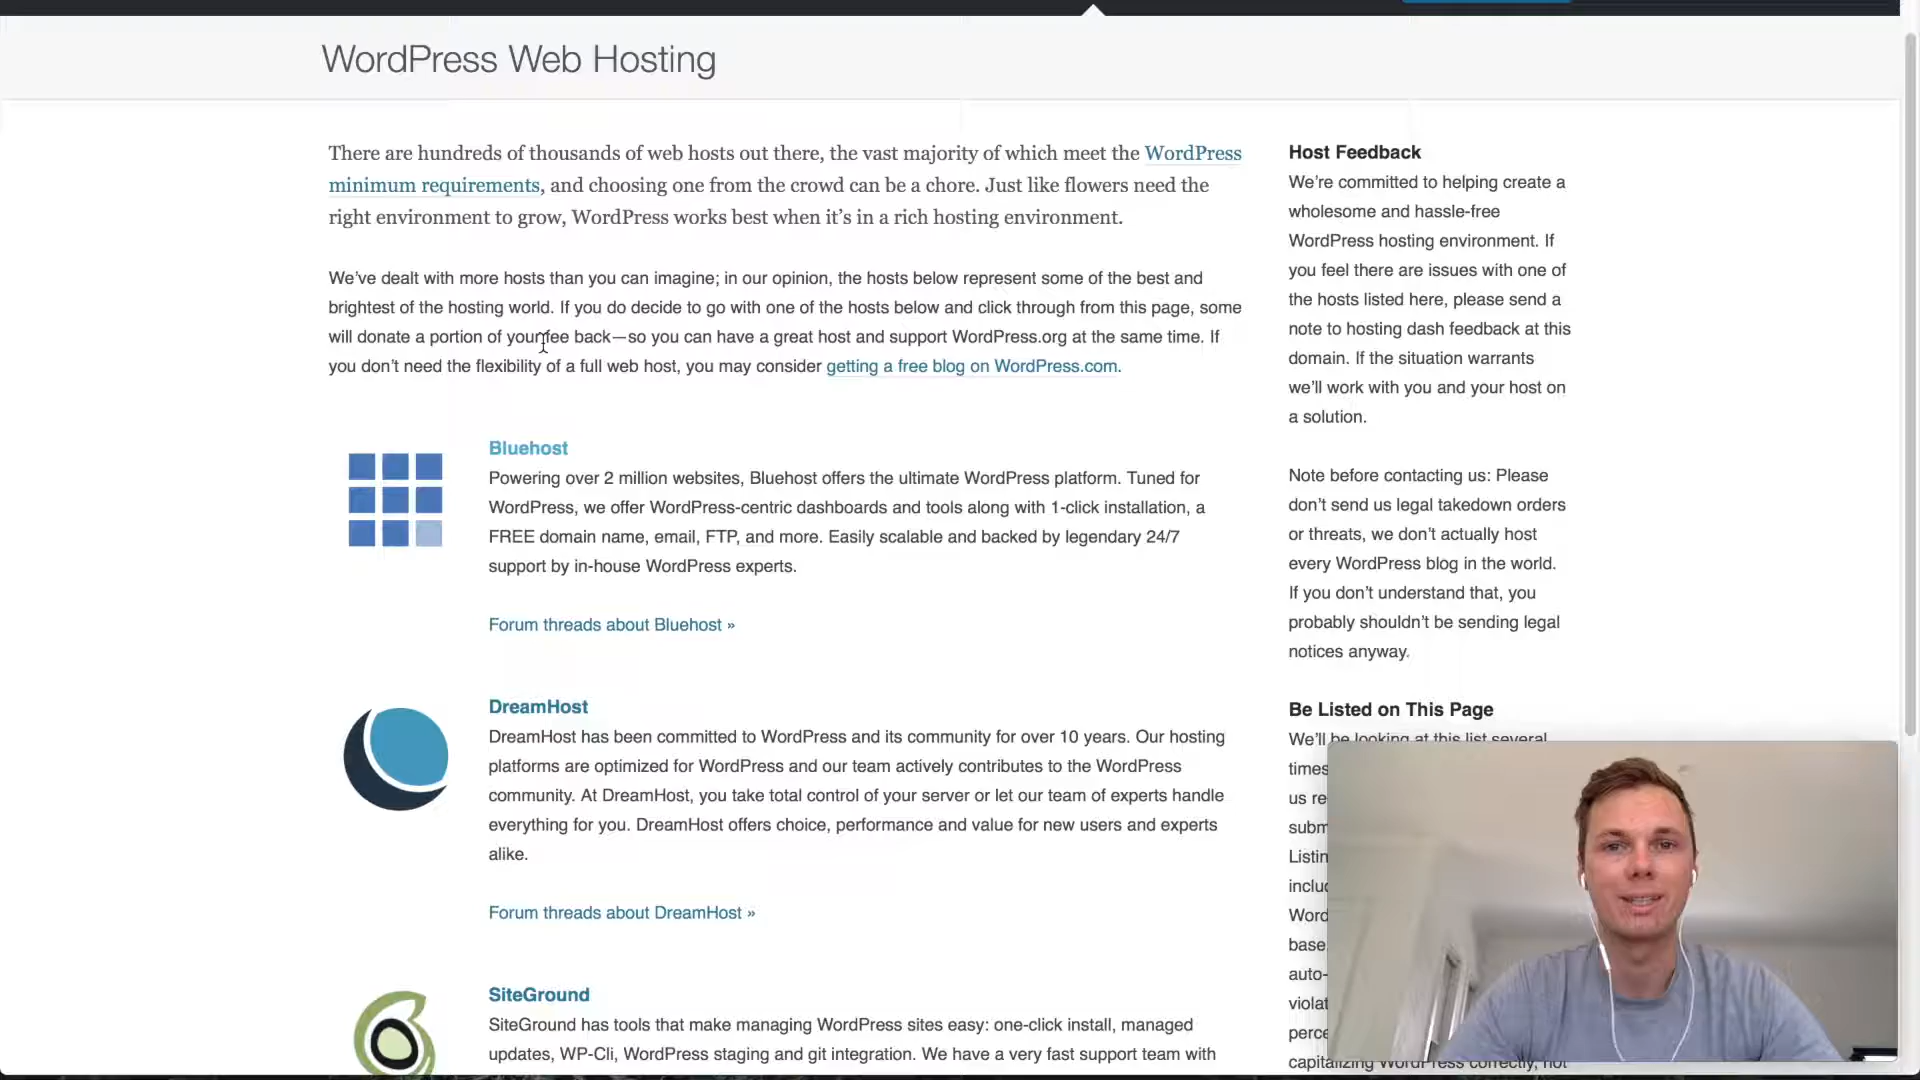 WordPress Web Hosting
There are hundreds of thousands of web hosts out there, the vast majority of which meet the WordPress
minimum requirements, and choosing one from the crowd can be a chore. Just like flowers need the
right environment to grow, WordPress works best when it’s in a rich hosting environment.
We’ve dealt with more hosts than you can imagine; in our opinion, the hosts below represent some of the best and
brightest of the hosting world. If you do decide to go with one of the hosts below and click through from this page, some
will donate a portion of your fee back—so you can have a great host and support WordPress.org at the same time. If
you don’t need the flexibility of a full web host, you may consider getting a free blog on WordPress.com.
Bluehost
Powering over 2 million websites, Bluehost offers the ultimate WordPress platform. Tuned for
WordPress, we offer WordPress-centric dashboards and tools along with 1-click installation, a
FREE domain name, email, FTP, and more. Easily scalable and backed by legendary 24/7
support by in-house WordPress experts.
Forum threads about Bluehost »
DreamHost
DreamHost has been committed to WordPress and its community for over 10 years. Our hosting
platforms are optimized for WordPress and our team actively contributes to the WordPress
community. At DreamHost, you take total control of your server or let our team of experts handle
everything for you. DreamHost offers choice, performance and value for new users and experts
alike.
Forum threads about DreamHost »
SiteGround
SiteGround has tools that make managing WordPress sites easy: one-click install, managed
updates, WP-Cli, WordPress staging and git integration. We have a very fast support team with
Host Feedback
We’re committed to helping create a
wholesome and hassle-free
WordPress hosting environment. If
you feel there are issues with one of
the hosts listed here, please send a
note to hosting dash feedback at this
domain. If the situation warrants
we’ll work with you and your host on
a solution.
Note before contacting us: Please
don’t send us legal takedown orders
or threats, we don’t actually host
every WordPress blog in the world.
If you don’t understand that, you
probably shouldn’t be sending legal
notices anyway.
Be Listed on This Page
We’ll be looking at this list several
times
us re
subm
Listin
includ
Word
base
auto-
violat
perce
capitalizing WordPress correctly, not